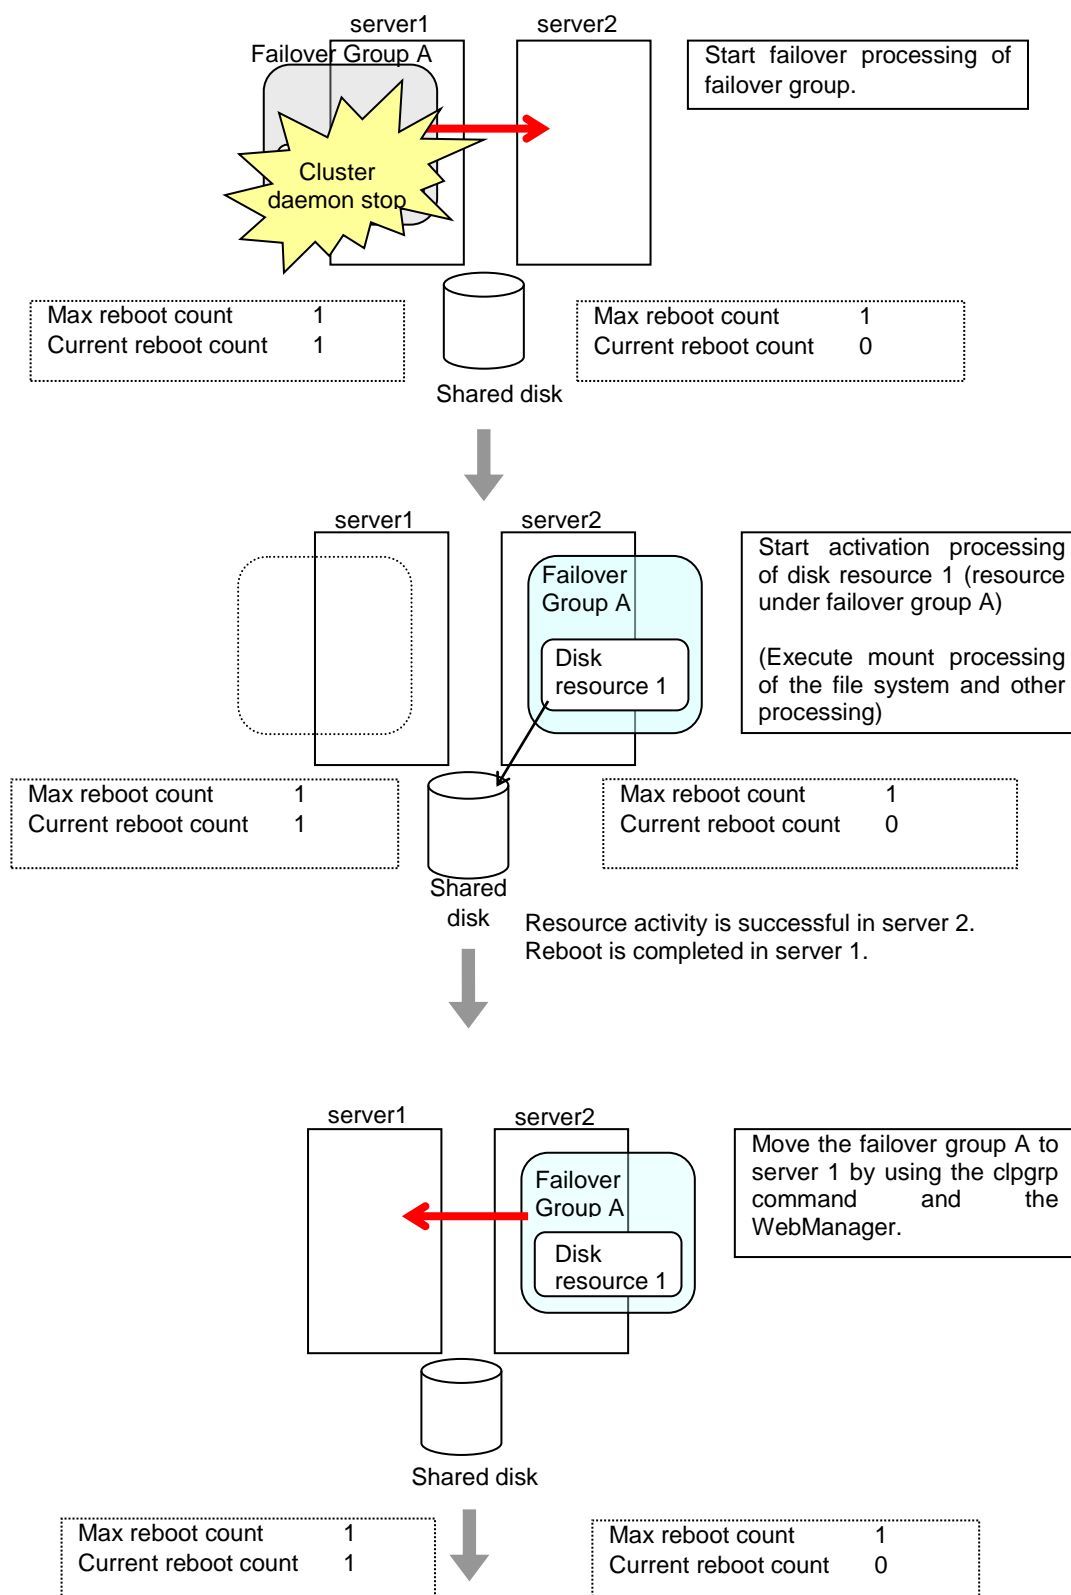 server1
server2
Failover Group A
Start failover processing of
failover group.
Cluster
daemon stop
Max reboot count 1
Current reboot count 1
Max reboot count 1
Current reboot count 0
Shared disk
server1
server2
Failover
Group A
Disk
resource 1
Start activation processing
of disk resource 1 (resource
under failover group A)
(Execute mount processing
of the file system and other
processing)
Max reboot count 1
Current reboot count 1
Max reboot count 1
Current reboot count 0
Shared
disk
Resource activity is successful in server 2.
Reboot is completed in server 1.
server1
server2
Failover
Group A
Disk
resource 1
Move the failover group A to
server 1 by using the clpgrp
command and the
WebManager.
Shared disk
Max reboot count 1
Current reboot count 1
Max reboot count 1
Current reboot count 0